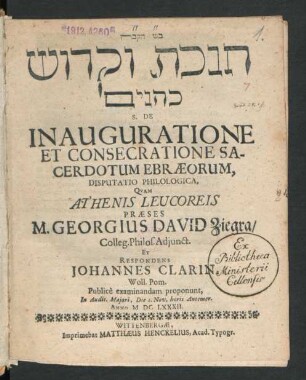 חנכת וקדוש
כהנים
S. DE
INAUGURATIONE
ET CONSECRATIONE SA-
CERDOTUM EBRÆORUM,
DISPUTATIO PHILOLOGICA,
QUAM
ATHENIS LEUCOREIS
PRÆSES
M. GEORGIUS DAVID Ziegra/
Colleg. Philos. Adjunct.
ET
RESPONDENS
JOHANNES CLARIN,
Woll. Pom.
Publicè examinandam proponunt,
In Audit. Majori, Die 1. Nov. horis Antemer.
ANNO M. DC. LXXXII.
WITTENBERGÆ,
Imprimebat MATTHÆUS HENCKELIUS, Acad. Typogr.
Ex
Bibliotheca
Ministerii
Cellensis
1.